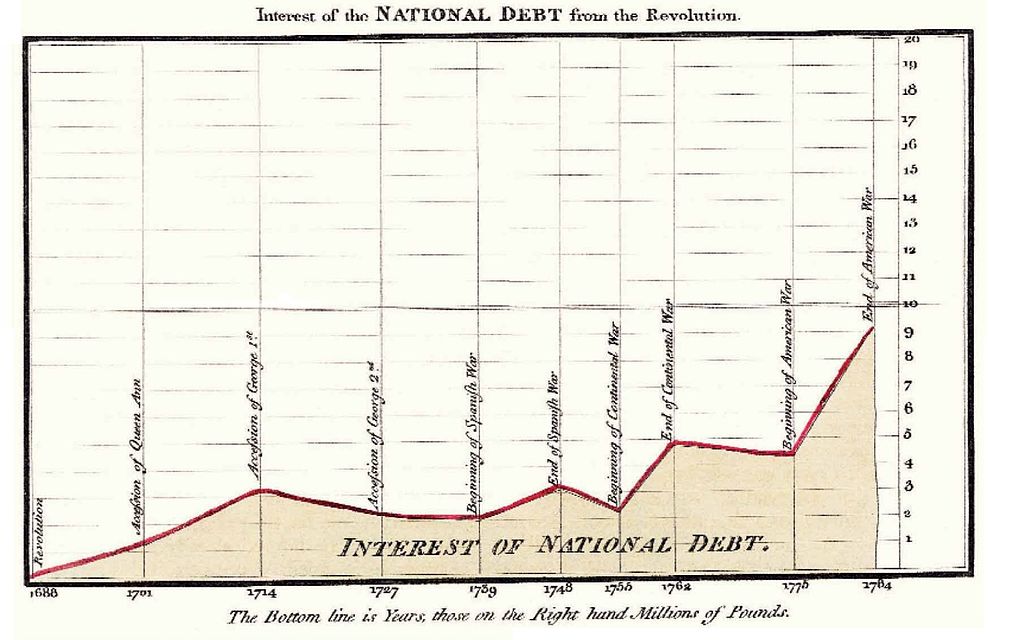 Interest of the NATIONAL DEBT from the Revolution.
20
19
18
17
16
15
14
13
12
11
10
9
8
7
6
5
4
3
2
1
Revolution
Acceſsion of Queen Ann
Acceſsion of George 1st
Acceſsion of George 2nd
Beginning of Spaniſh War
End of Spaniſh War
Beginning of Continental War
End of Continental War
Beginning of American War
End of American War
INTEREST OF NATIONAL DEBT.
1688 1701 1714 1727 1739 1748 1755 1762 1775 1784
The Bottom line is Years, those on the Right hand Millions of Pounds.